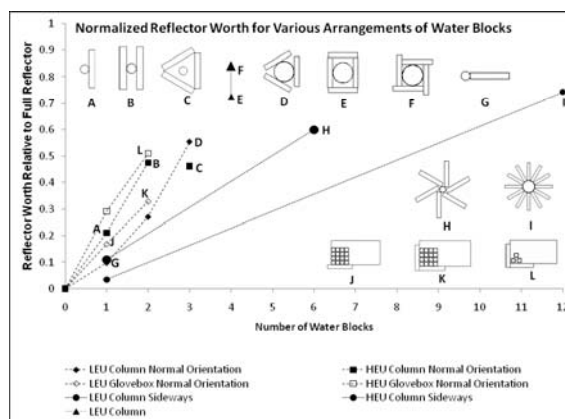 Normalized Reflector Worth for Various Arrangements of Water Blocks
Reflector Worth Relative to Full Reflector
1
0.9
0.8
0.7
0.6
0.5
0.4
0.3
0.2
0.1
0
A
B
C
F
E
D
E
F
G
I
H
L
B
D
C
K
A
J
G
H
I
J
K
L
0 1 2 3 4 5 6 7 8 9 10 11 12
Number of Water Blocks
LEU Column Normal Orientation
HEU Column Normal Orientation
LEU Glovebox Normal Orientation
HEU Glovebox Normal Orientation
LEU Column Sideways
HEU Column Sideways
LEU Column